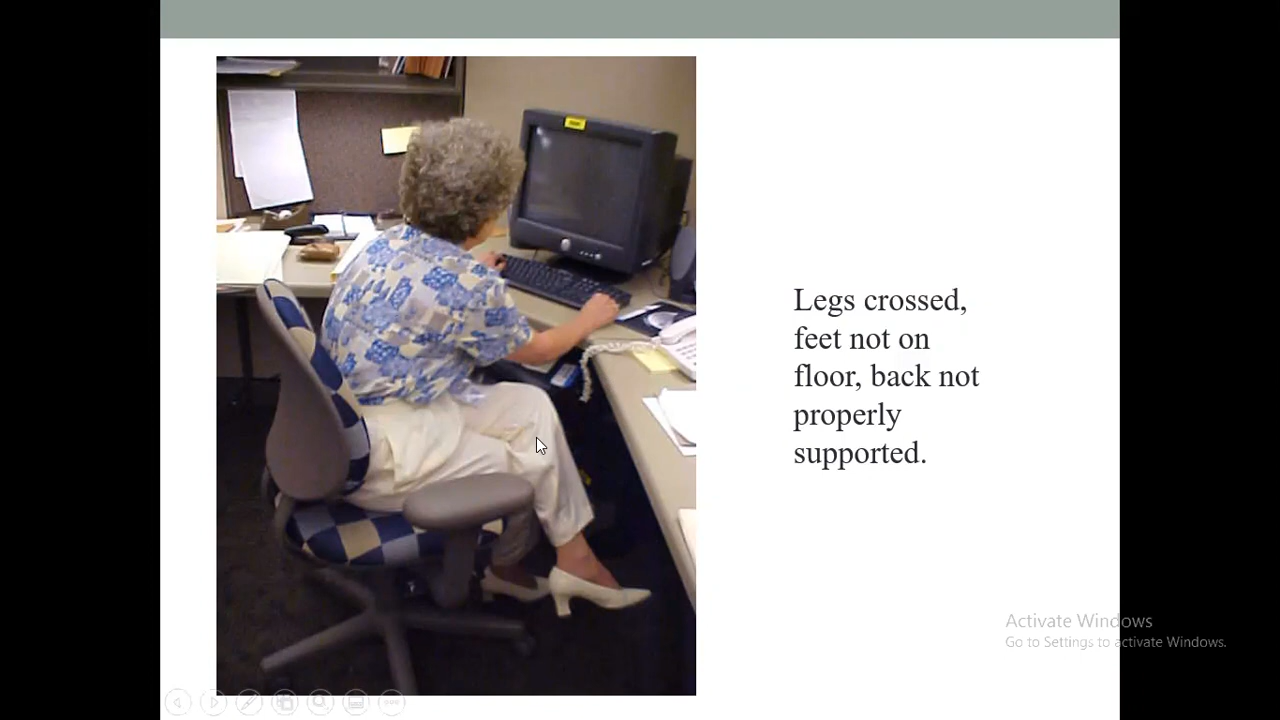 Legs crossed,
feet not on
floor, back not
properly
supported.
Activate Windows
Go to Settings to activate Windows.